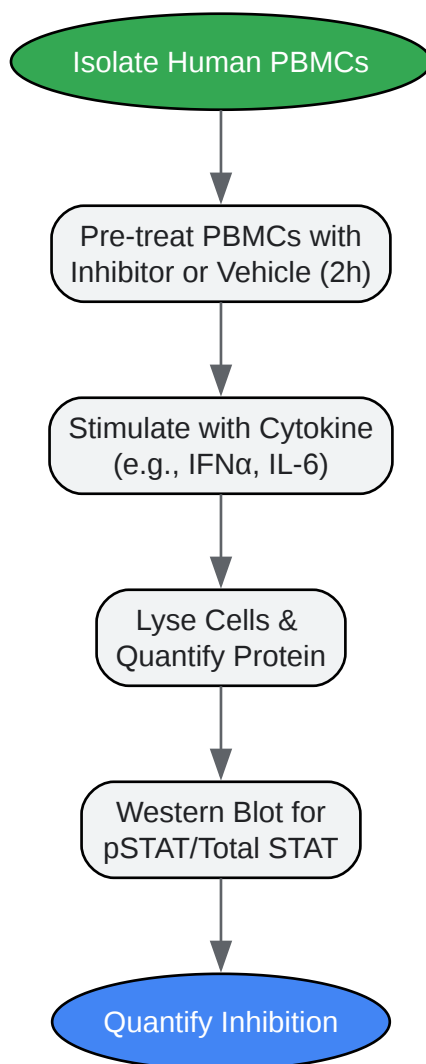 Isolate Human PBMCs
Pre-treat PBMCs with
Inhibitor or Vehicle (2h)
Stimulate with Cytokine
(e.g., IFNα, IL-6)
Lyse Cells &
Quantify Protein
Western Blot for
pSTAT/Total STAT
Quantify Inhibition